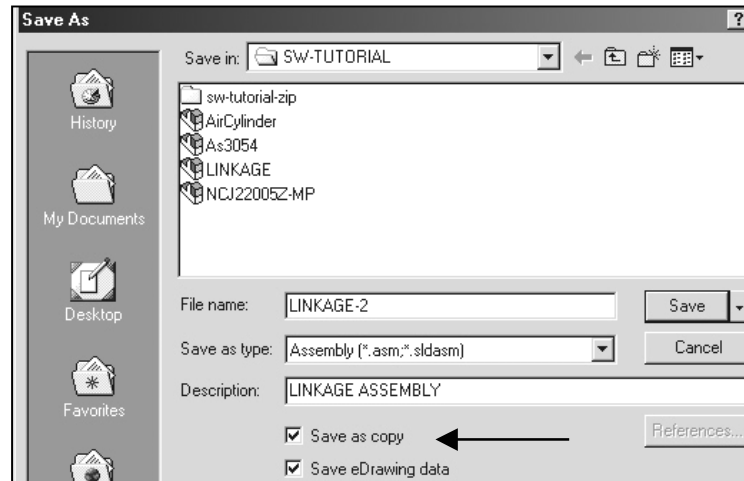 Save As
?
Save in: SW-TUTORIAL
History
My Documents
Desktop
Favorites
sw-tutorial-zip
AirCylinder
As3054
LINKAGE
NCJ22005Z-MP
File name: LINKAGE-2 Save
Save as type: Assembly (*.asm;*.sldasm) Cancel
Description: LINKAGE ASSEMBLY
Save as copy References...
Save eDrawing data